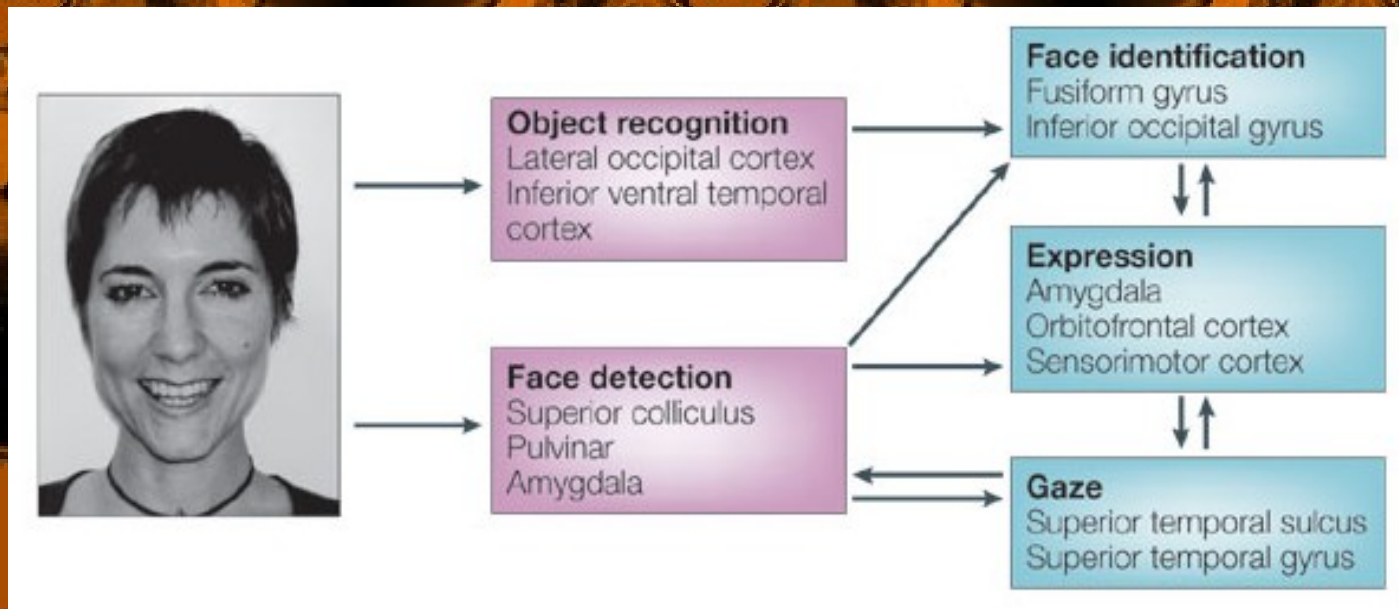 Object recognition
Lateral occipital cortex
Inferior ventral temporal
cortex
Face detection
Superior colliculus
Pulvinar
Amygdala
Face identification
Fusiform gyrus
Inferior occipital gyrus
Expression
Amygdala
Orbitofrontal cortex
Sensorimotor cortex
Gaze
Superior temporal sulcus
Superior temporal gyrus